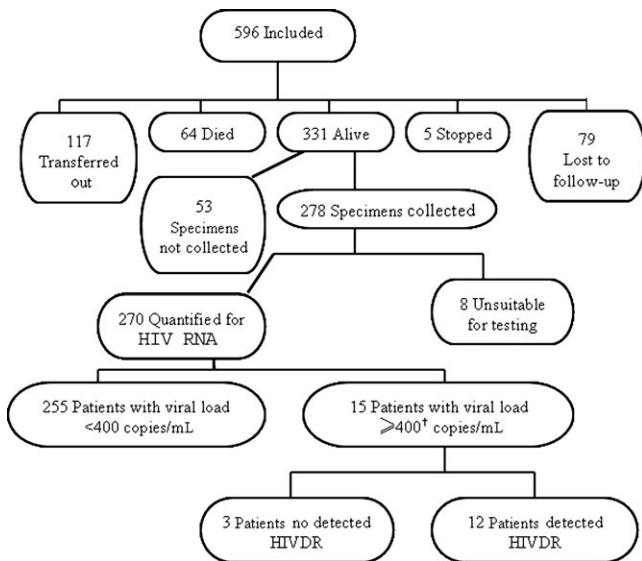 596 Included
117
Transferred
out
64 Died
331 Alive
5 Stopped
79
Lost to
follow-up
53
Specimens
not collected
278 Specimens collected
270 Quantified for
HIV RNA
8 Unsuitable
for testing
255 Patients with viral load
<400 copies/mL
15 Patients with viral load
⩾400† copies/mL
3 Patients no detected
HIVDR
12 Patients detected
HIVDR